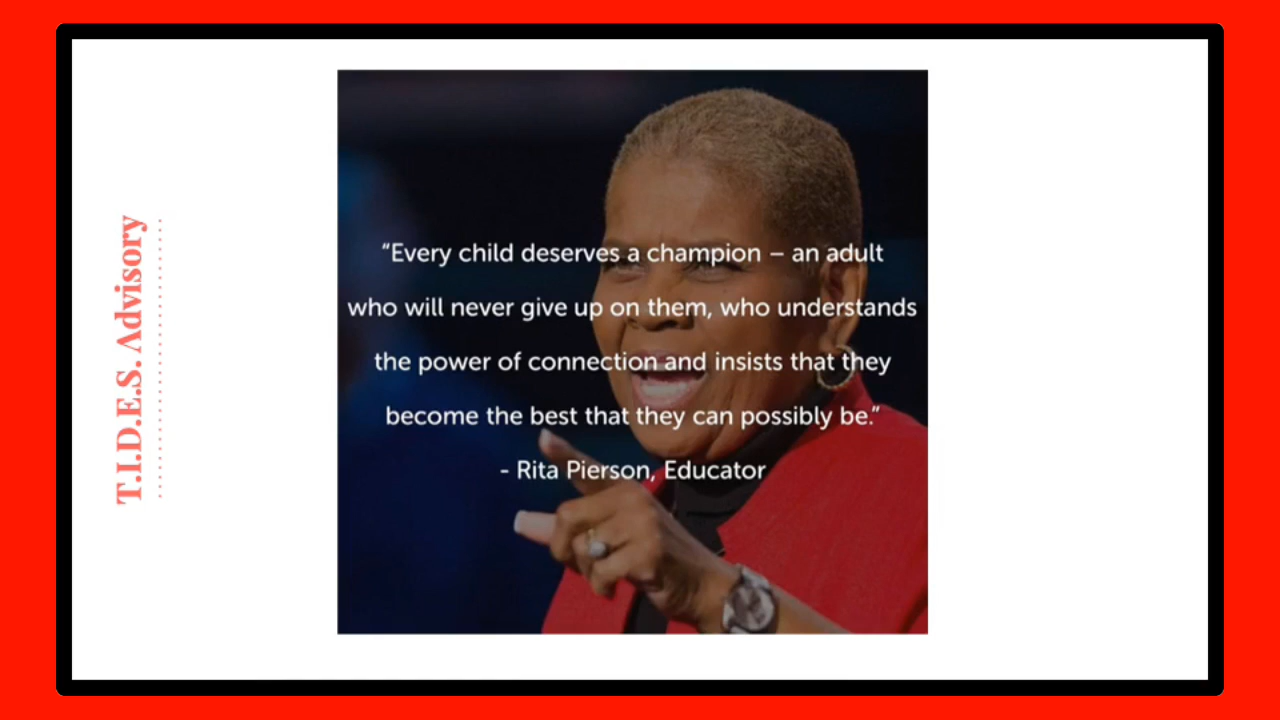 T.I.D.E.S. Advisory
“Every child deserves a champion – an adult
who will never give up on them, who understands
the power of connection and insists that they
become the best that they can possibly be.”
- Rita Pierson, Educator